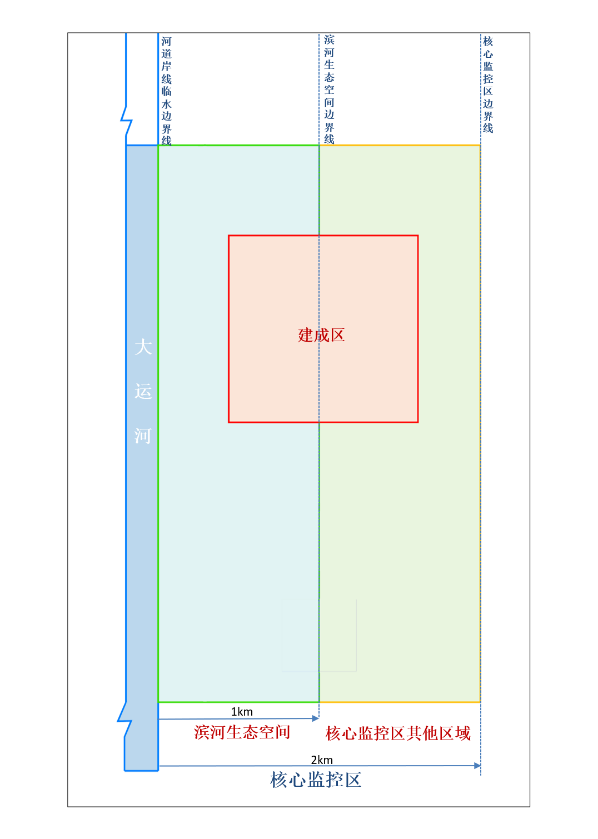 河道岸线临水边界线
滨河生态空间边界线
核心监控区边界线
建成区
大运河
1km
滨河生态空间
核心监控区其他区域
2km
核心监控区